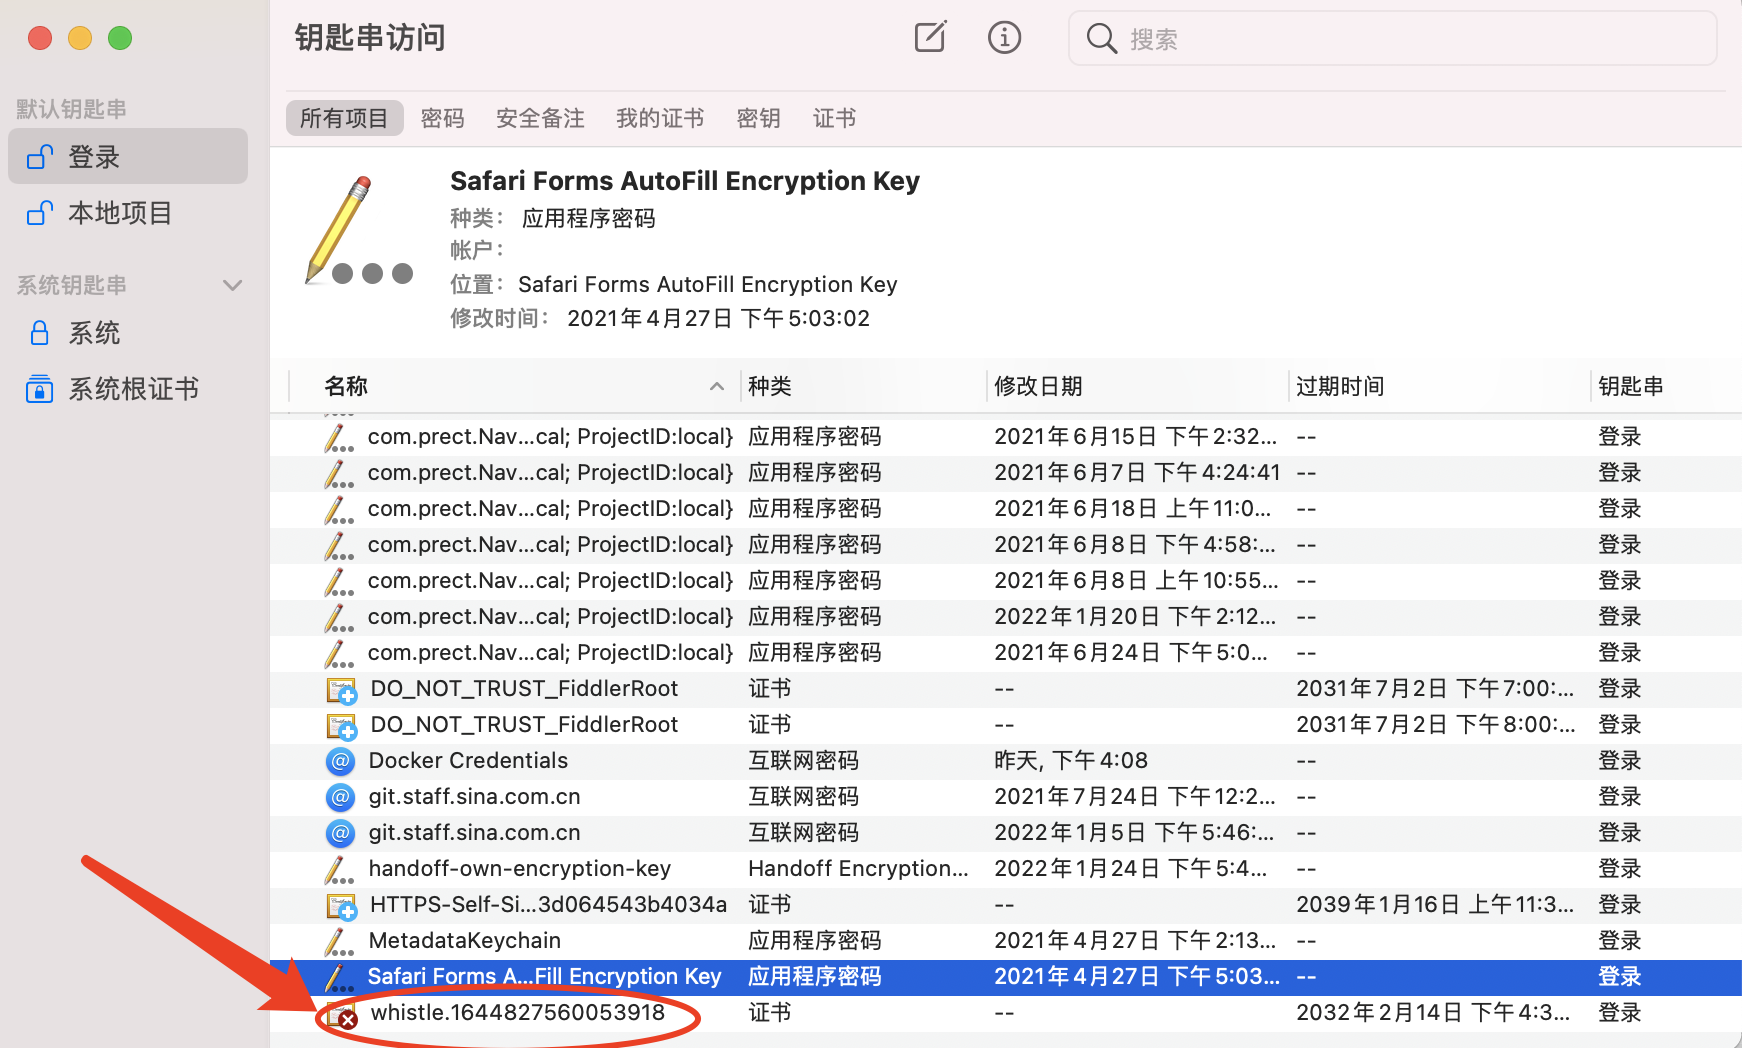 钥匙串访问
搜索
默认钥匙串
登录
本地项目
系统钥匙串
系统
系统根证书
所有项目 密码 安全备注 我的证书 密钥 证书
Safari Forms AutoFill Encryption Key
种类： 应用程序密码
帐户：
位置： Safari Forms AutoFill Encryption Key
修改时间： 2021年4月27日 下午5:03:02
名称 种类 修改日期 过期时间 钥匙串
com.prect.Nav...cal; ProjectID:local} 应用程序密码 2021年6月15日 下午2:32... -- 登录
com.prect.Nav...cal; ProjectID:local} 应用程序密码 2021年6月7日 下午4:24:41 -- 登录
com.prect.Nav...cal; ProjectID:local} 应用程序密码 2021年6月18日 上午11:0... -- 登录
com.prect.Nav...cal; ProjectID:local} 应用程序密码 2021年6月8日 下午4:58:... -- 登录
com.prect.Nav...cal; ProjectID:local} 应用程序密码 2021年6月8日 上午10:55... -- 登录
com.prect.Nav...cal; ProjectID:local} 应用程序密码 2022年1月20日 下午2:12... -- 登录
com.prect.Nav...cal; ProjectID:local} 应用程序密码 2021年6月24日 下午5:0... -- 登录
DO_NOT_TRUST_FiddlerRoot 证书 -- 2031年7月2日 下午7:00:... 登录
DO_NOT_TRUST_FiddlerRoot 证书 -- 2031年7月2日 下午8:00:... 登录
Docker Credentials 互联网密码 昨天, 下午4:08 -- 登录
git.staff.sina.com.cn 互联网密码 2021年7月24日 下午12:2... -- 登录
git.staff.sina.com.cn 互联网密码 2022年1月5日 下午5:46:... -- 登录
handoff-own-encryption-key Handoff Encryption... 2022年1月24日 下午5:4... -- 登录
HTTPS-Self-Si...3d064543b4034a 证书 -- 2039年1月16日 上午11:3... 登录
MetadataKeychain 应用程序密码 2021年4月27日 下午2:13... -- 登录
Safari Forms A...Fill Encryption Key 应用程序密码 2021年4月27日 下午5:03... -- 登录
whistle.1644827560053918 证书 -- 2032年2月14日 下午4:3... 登录